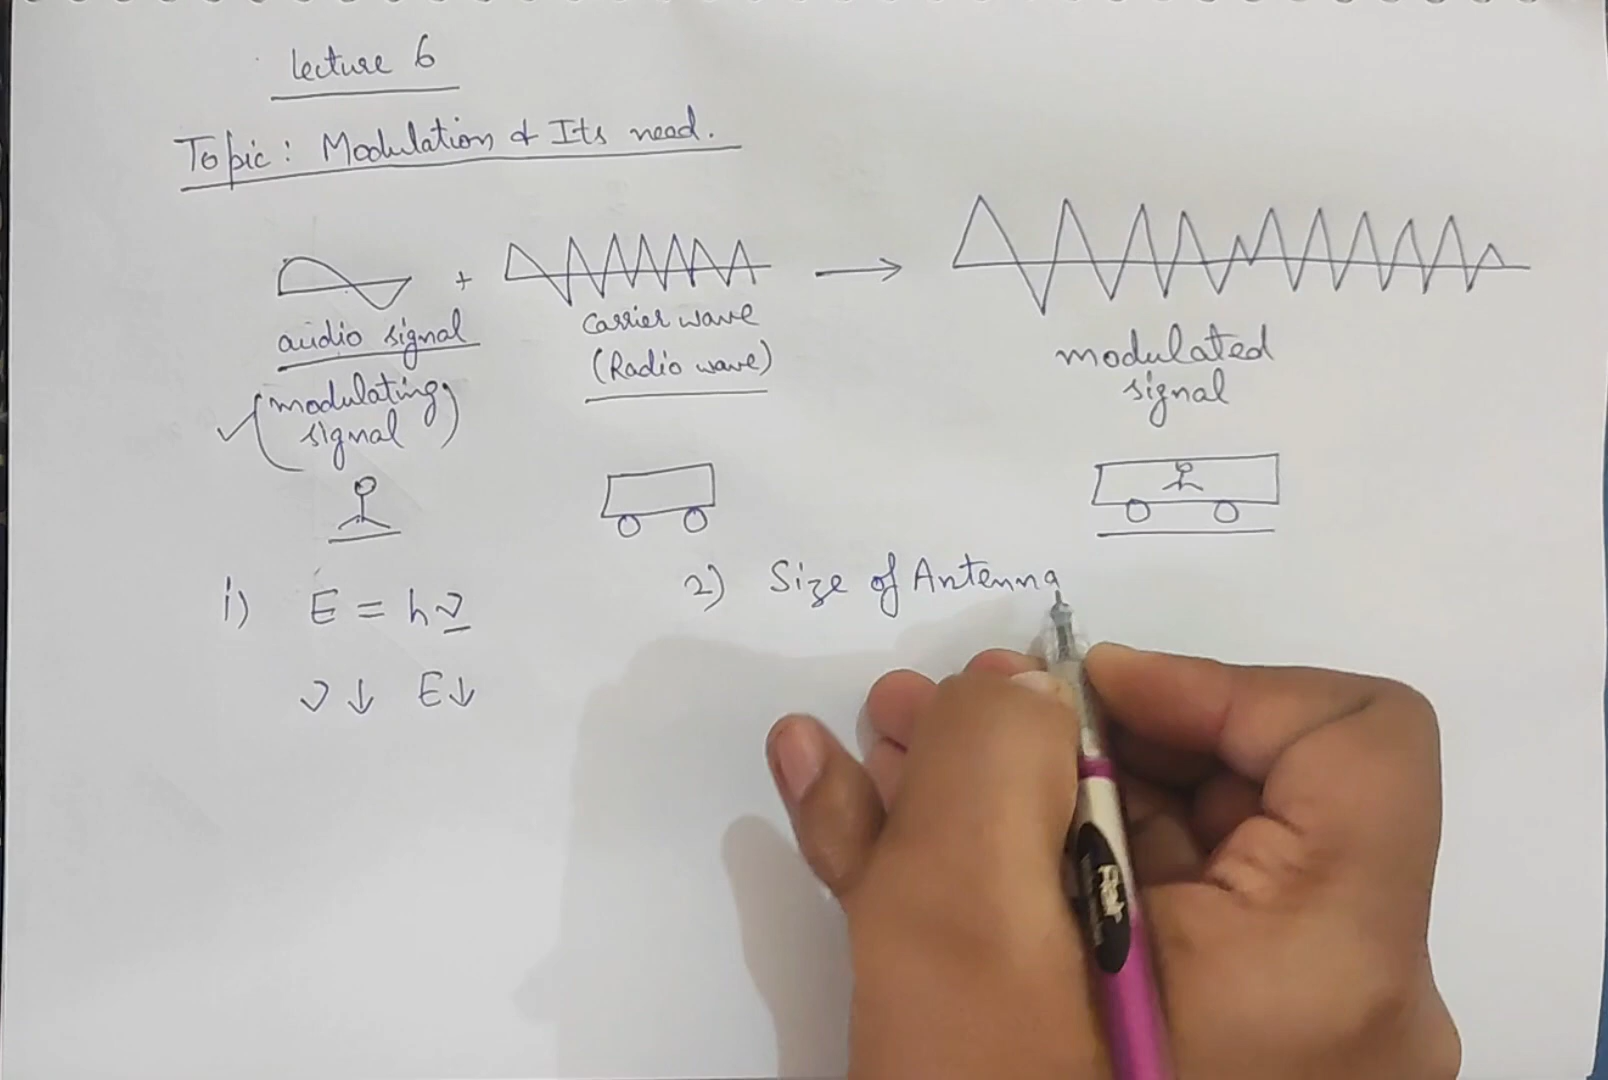 Lecture 6
Topic: Modulation & Its need.
+
audio signal
(modulating signal)
carrier wave
(Radio wave)
modulated
signal
1) E = hν
ν ↓ E↓
2) Size of Antenna